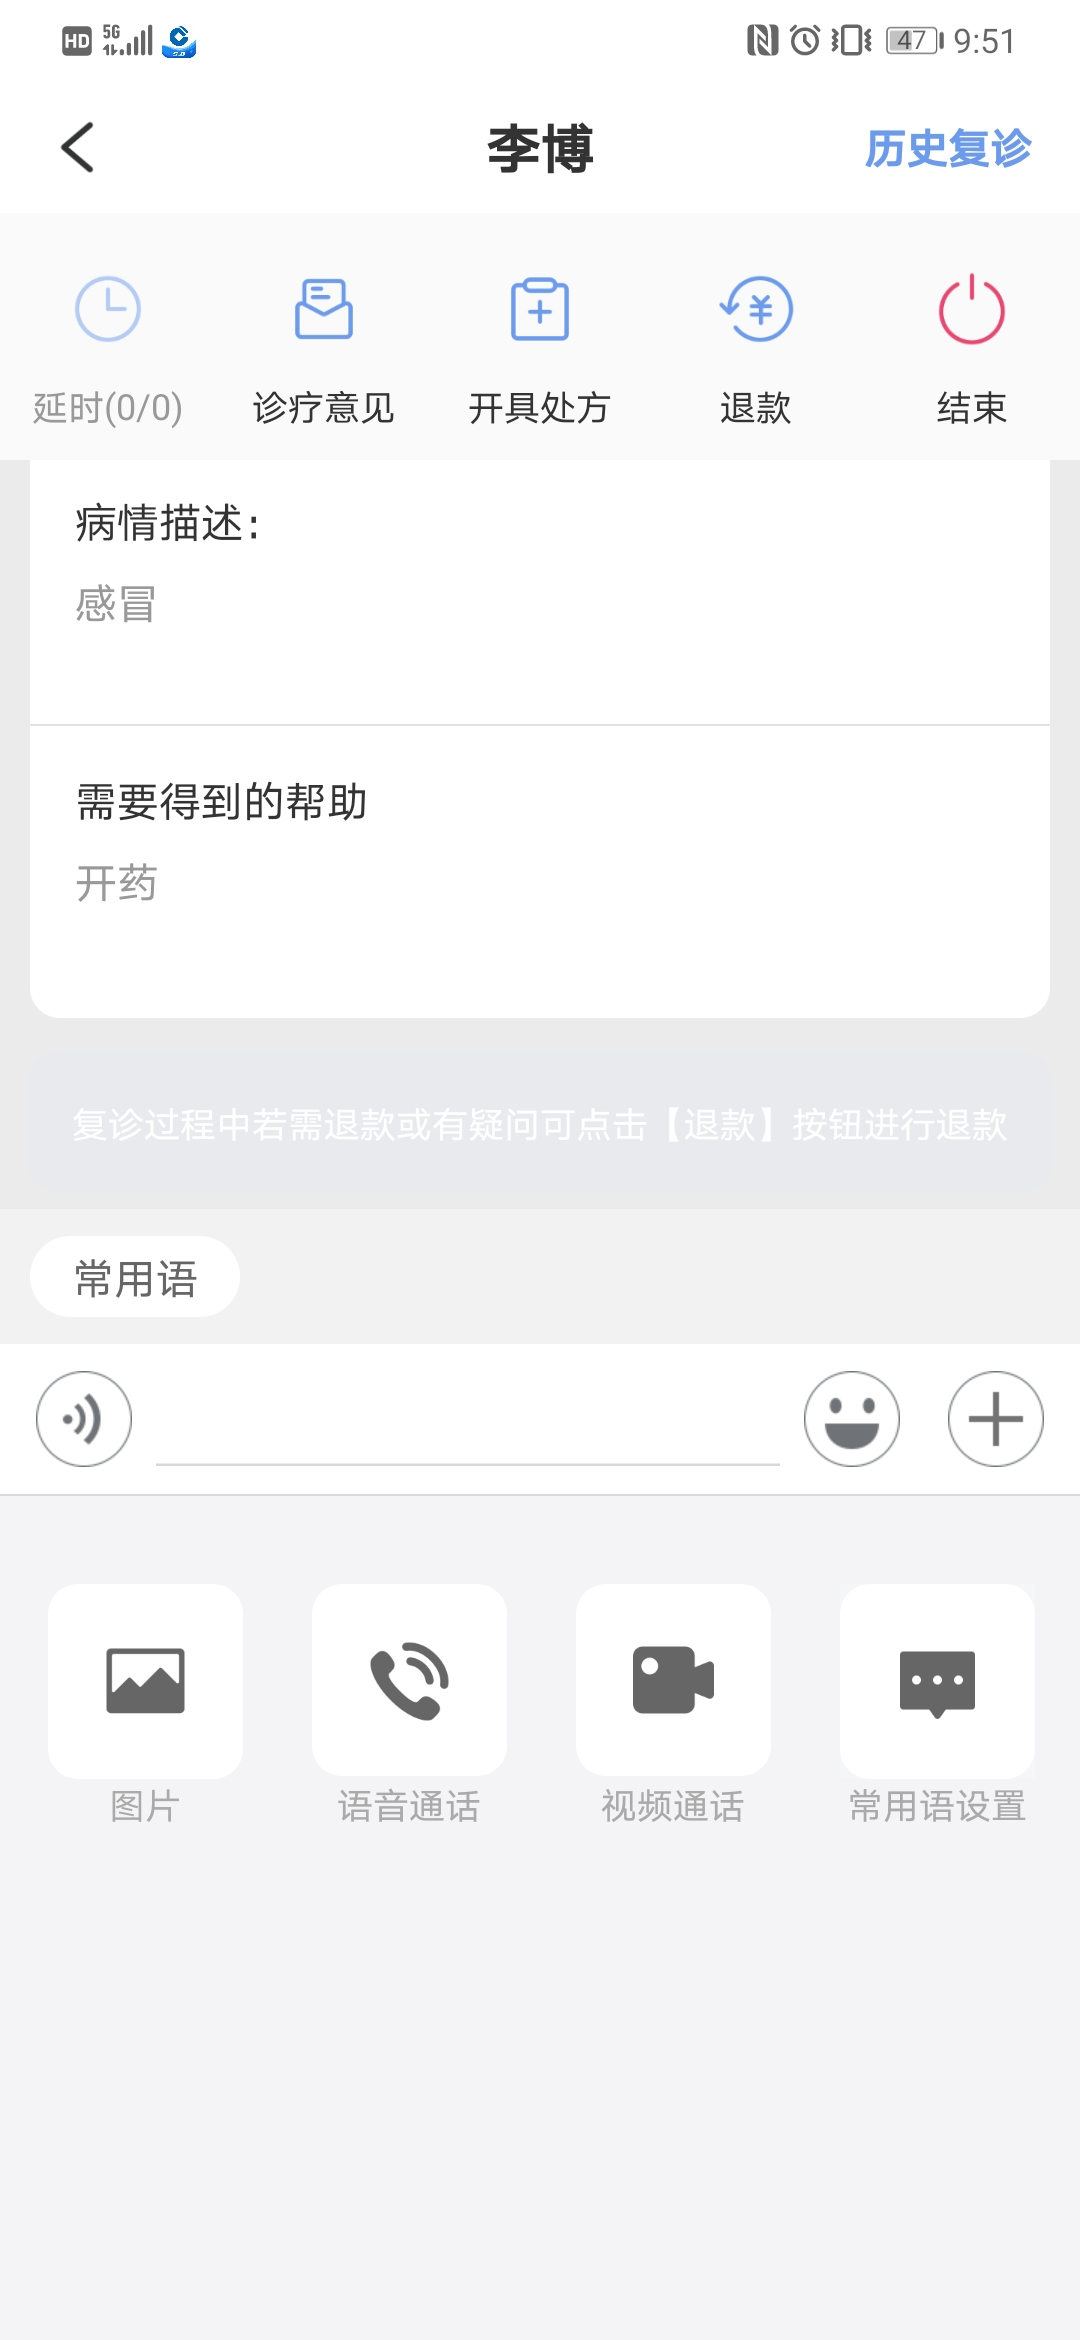 HD 5G 47 9:51
李博 历史复诊
延时(0/0) 诊疗意见 开具处方 退款 结束
病情描述:
感冒
需要得到的帮助
开药
复诊过程中若需退款或有疑问可点击【退款】按钮进行退款
常用语
图片 语音通话 视频通话 常用语设置